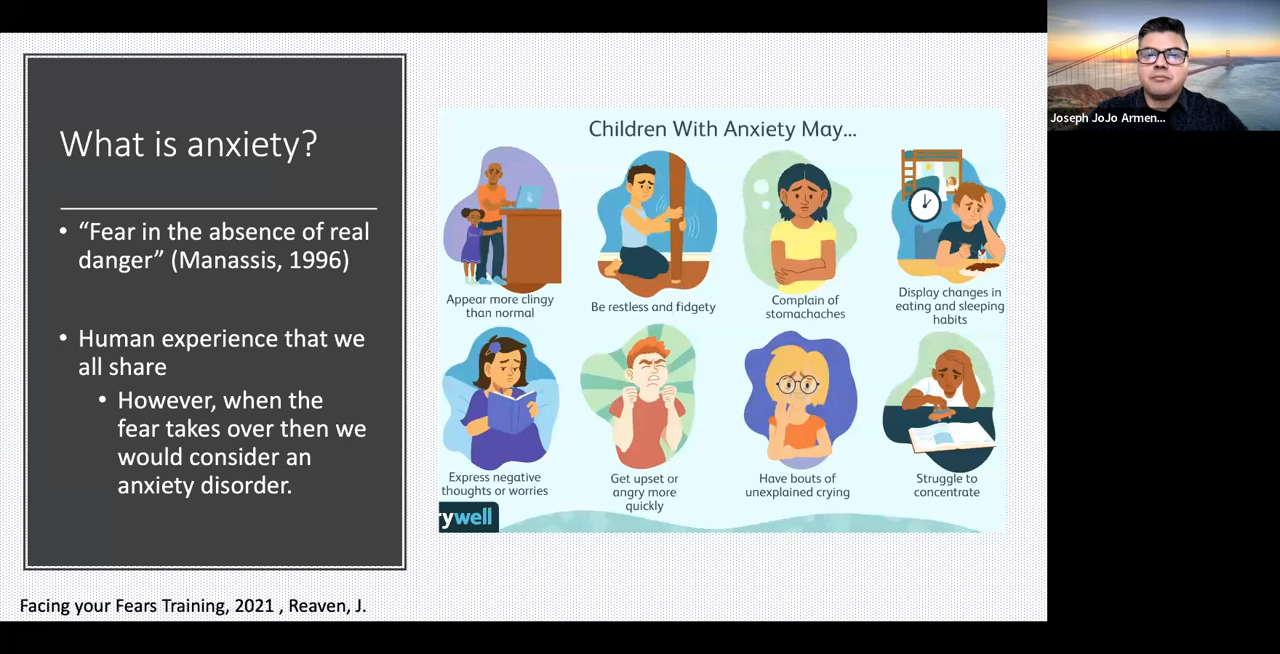 What is anxiety?
• “Fear in the absence of real
danger” (Manassis, 1996)
• Human experience that we
all share
• However, when the
fear takes over then we
would consider an
anxiety disorder.
Facing your Fears Training, 2021 , Reaven, J.
Children With Anxiety May...
Appear more clingy
than normal
Be restless and fidgety
Complain of
stomachaches
Display changes in
eating and sleeping
habits
Express negative
thoughts or worries
Get upset or
angry more
quickly
Have bouts of
unexplained crying
Struggle to
concentrate
rywell
Joseph JoJo Armen...